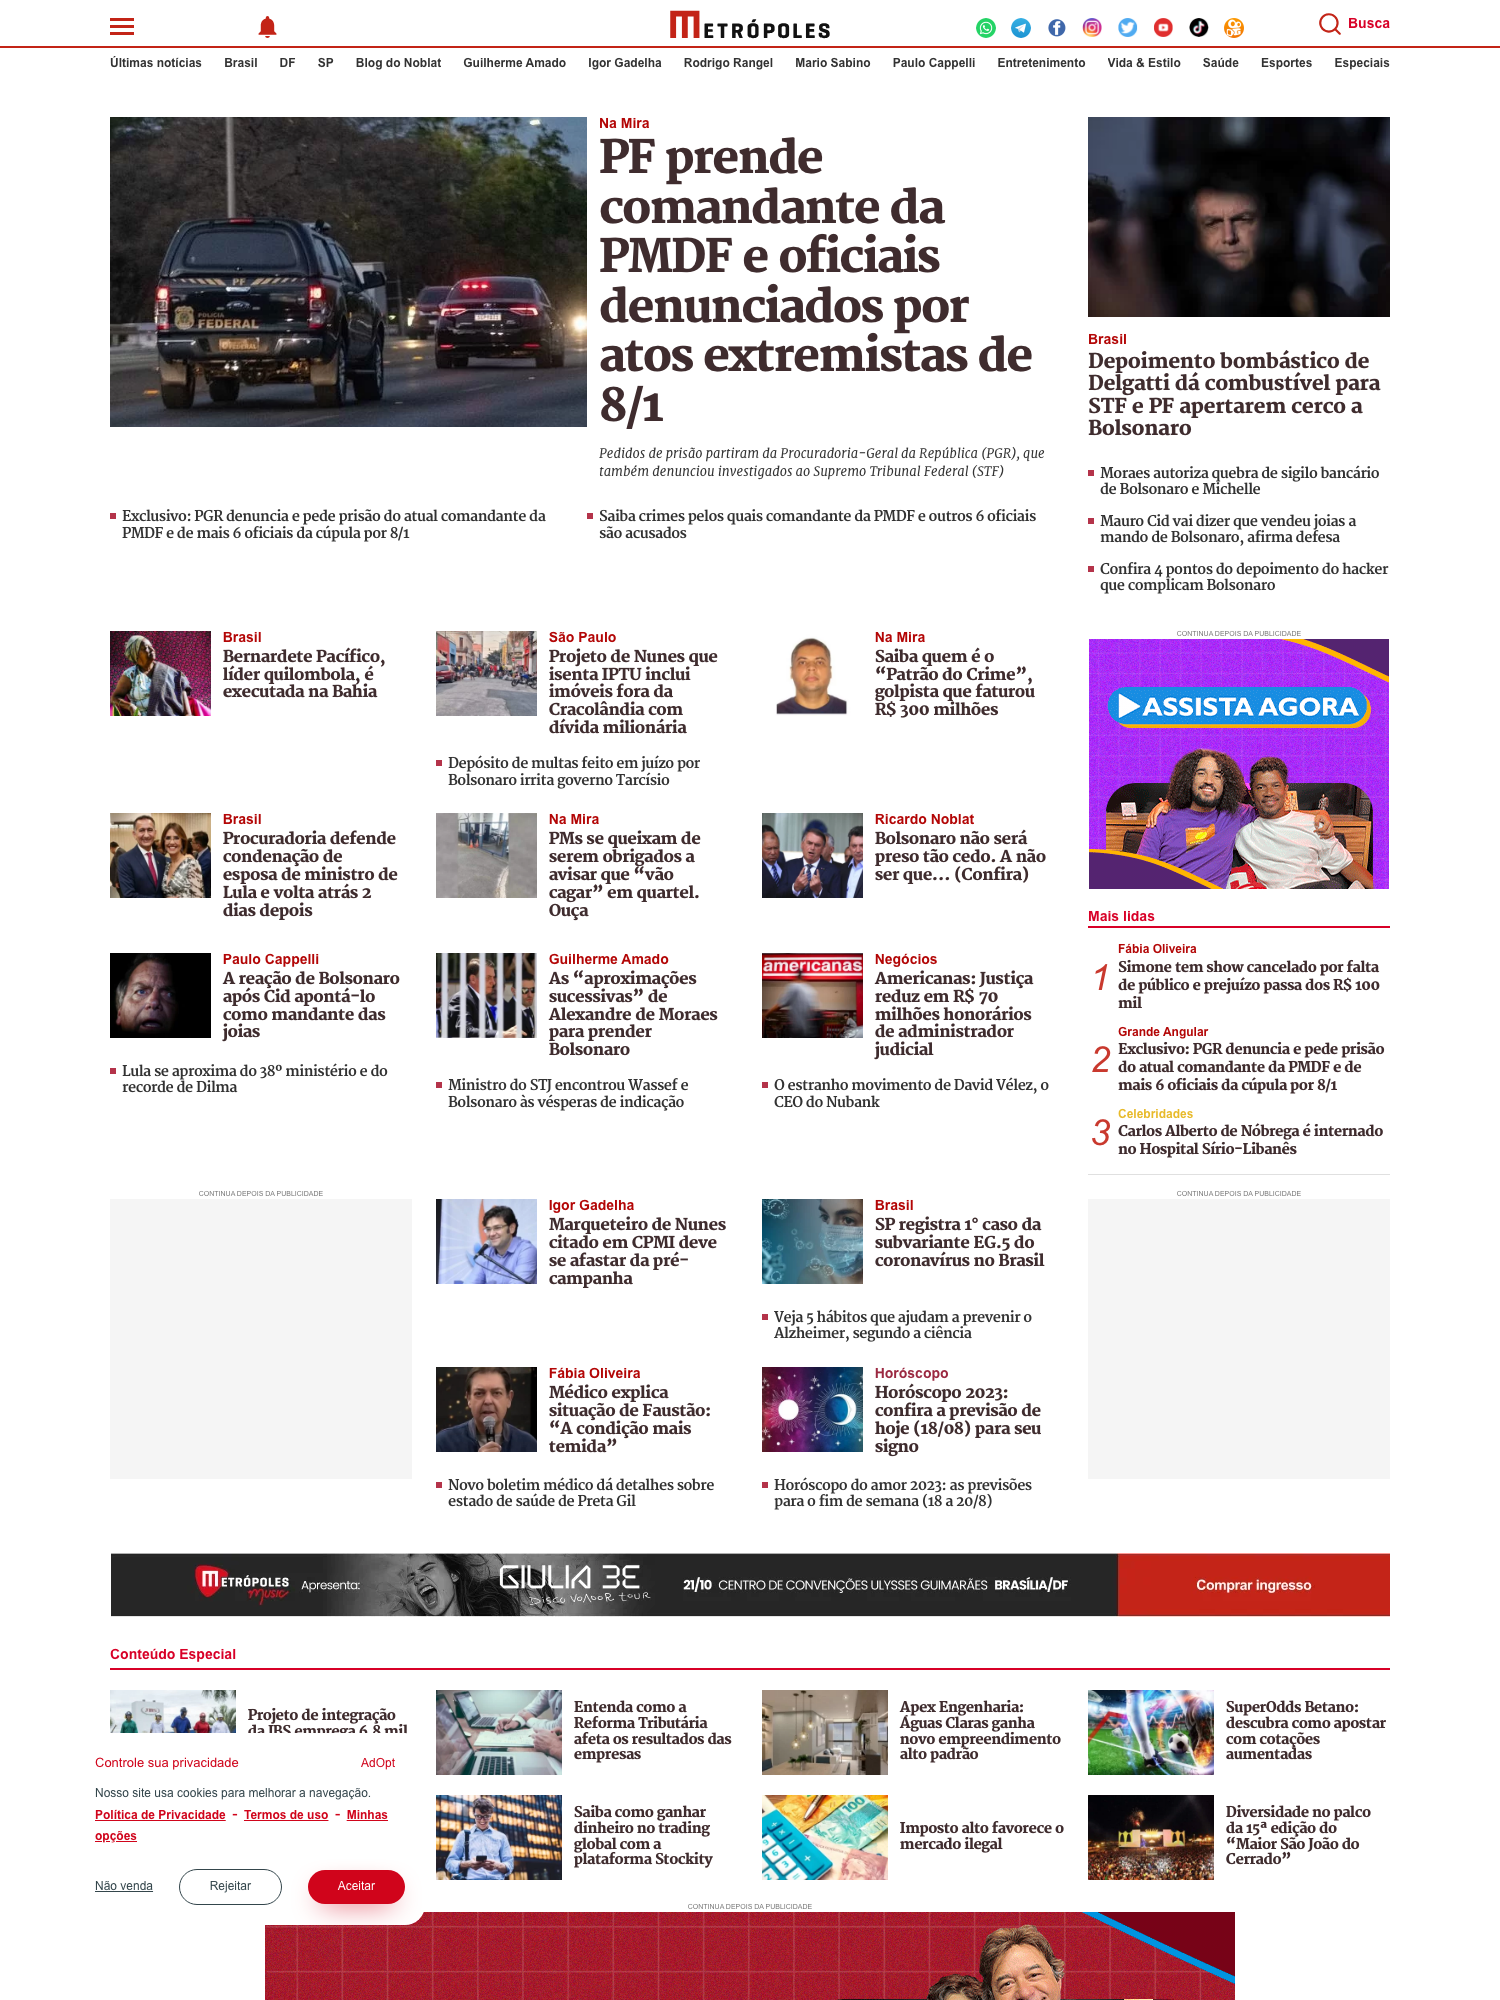 METRÓPOLES
Busca
Últimas notícias Brasil DF SP Blog do Noblat Guilherme Amado Igor Gadelha Rodrigo Rangel Mario Sabino Paulo Cappelli Entretenimento Vida & Estilo Saúde Esportes Especiais
Na Mira
PF prende
comandante da
PMDF e oficiais
denunciados por
atos extremistas de
8/1
Pedidos de prisão partiram da Procuradoria-Geral da República (PGR), que
também denunciou investigados ao Supremo Tribunal Federal (STF)
PF
POLÍCIA
FEDERAL
Exclusivo: PGR denuncia e pede prisão do atual comandante da
PMDF e de mais 6 oficiais da cúpula por 8/1
Saiba crimes pelos quais comandante da PMDF e outros 6 oficiais
são acusados
Brasil
Depoimento bombástico de
Delgatti dá combustível para
STF e PF apertarem cerco a
Bolsonaro
Moraes autoriza quebra de sigilo bancário
de Bolsonaro e Michelle
Mauro Cid vai dizer que vendeu joias a
mando de Bolsonaro, afirma defesa
Confira 4 pontos do depoimento do hacker
que complicam Bolsonaro
Brasil
Bernardete Pacífico,
líder quilombola, é
executada na Bahia
São Paulo
Projeto de Nunes que
isenta IPTU inclui
imóveis fora da
Cracolândia com
dívida milionária
Depósito de multas feito em juízo por
Bolsonaro irrita governo Tarcísio
Na Mira
Saiba quem é o
“Patrão do Crime”,
golpista que faturou
R$ 300 milhões
CONTINUA DEPOIS DA PUBLICIDADE
ASSISTA AGORA
Brasil
Procuradoria defende
condenação de
esposa de ministro de
Lula e volta atrás 2
dias depois
Na Mira
PMs se queixam de
serem obrigados a
avisar que “vão
cagar” em quartel.
Ouça
Ricardo Noblat
Bolsonaro não será
preso tão cedo. A não
ser que... (Confira)
Paulo Cappelli
A reação de Bolsonaro
após Cid apontá-lo
como mandante das
joias
Lula se aproxima do 38º ministério e do
recorde de Dilma
Guilherme Amado
As “aproximações
sucessivas” de
Alexandre de Moraes
para prender
Bolsonaro
Ministro do STJ encontrou Wassef e
Bolsonaro às vésperas de indicação
americanas
Negócios
Americanas: Justiça
reduz em R$ 70
milhões honorários
de administrador
judicial
O estranho movimento de David Vélez, o
CEO do Nubank
Mais lidas
1
Fábia Oliveira
Simone tem show cancelado por falta
de público e prejuízo passa dos R$ 100
mil
2
Grande Angular
Exclusivo: PGR denuncia e pede prisão
do atual comandante da PMDF e de
mais 6 oficiais da cúpula por 8/1
3
Celebridades
Carlos Alberto de Nóbrega é internado
no Hospital Sírio-Libanês
CONTINUA DEPOIS DA PUBLICIDADE
Igor Gadelha
Marqueteiro de Nunes
citado em CPMI deve
se afastar da pré-
campanha
Brasil
SP registra 1° caso da
subvariante EG.5 do
coronavírus no Brasil
Veja 5 hábitos que ajudam a prevenir o
Alzheimer, segundo a ciência
CONTINUA DEPOIS DA PUBLICIDADE
Fábia Oliveira
Médico explica
situação de Faustão:
“A condição mais
temida”
Novo boletim médico dá detalhes sobre
estado de saúde de Preta Gil
Horóscopo
Horóscopo 2023:
confira a previsão de
hoje (18/08) para seu
signo
Horóscopo do amor 2023: as previsões
para o fim de semana (18 a 20/8)
METRÓPOLES Music Apresenta: GIULIA BE DISCO VOADOR TOUR 21/10 CENTRO DE CONVENÇÕES ULYSSES GUIMARÃES BRASÍLIA/DF Comprar ingresso
Conteúdo Especial
Projeto de integração
da JBS emprega 6,8 mil
Entenda como a
Reforma Tributária
afeta os resultados das
empresas
Apex Engenharia:
Águas Claras ganha
novo empreendimento
alto padrão
SuperOdds Betano:
descubra como apostar
com cotações
aumentadas
Saiba como ganhar
dinheiro no trading
global com a
plataforma Stockity
Imposto alto favorece o
mercado ilegal
Diversidade no palco
da 15ª edição do
“Maior São João do
Cerrado”
Controle sua privacidade AdOpt
Nosso site usa cookies para melhorar a navegação.
Política de Privacidade - Termos de uso - Minhas
opções
Não venda Rejeitar Aceitar
CONTINUA DEPOIS DA PUBLICIDADE